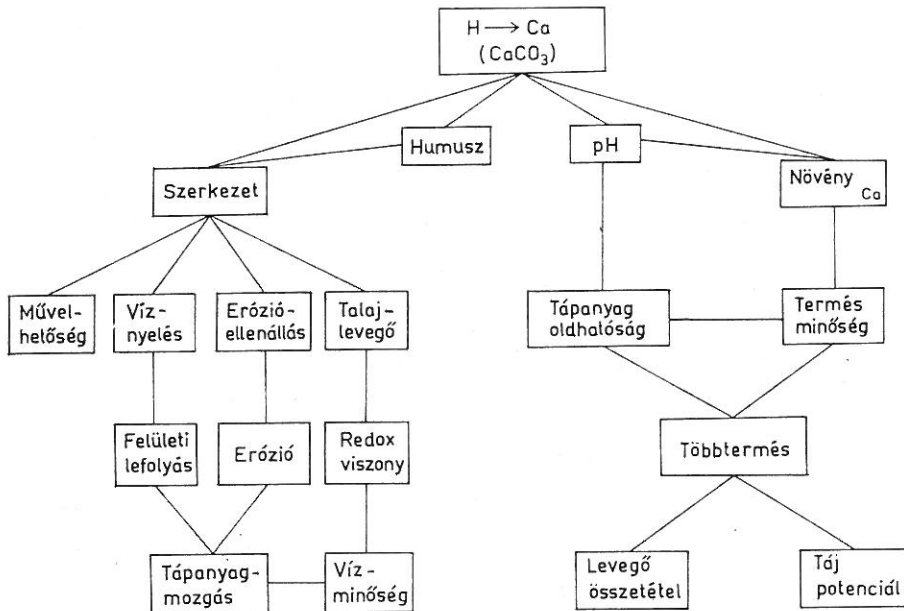 H → Ca
(CaCO₃)
Humusz
pH
Szerkezet
Növény
Ca
Művel-
hetőség
Víz-
nyelés
Erózió-
ellenállás
Talaj-
levegő
Tápanyag
oldhatóság
Termés
minőség
Felületi
lefolyás
Erózió
Redox
viszony
Többtermés
Tápanyag-
mozgás
Víz-
minőség
Levegő
összetétel
Táj
potenciál